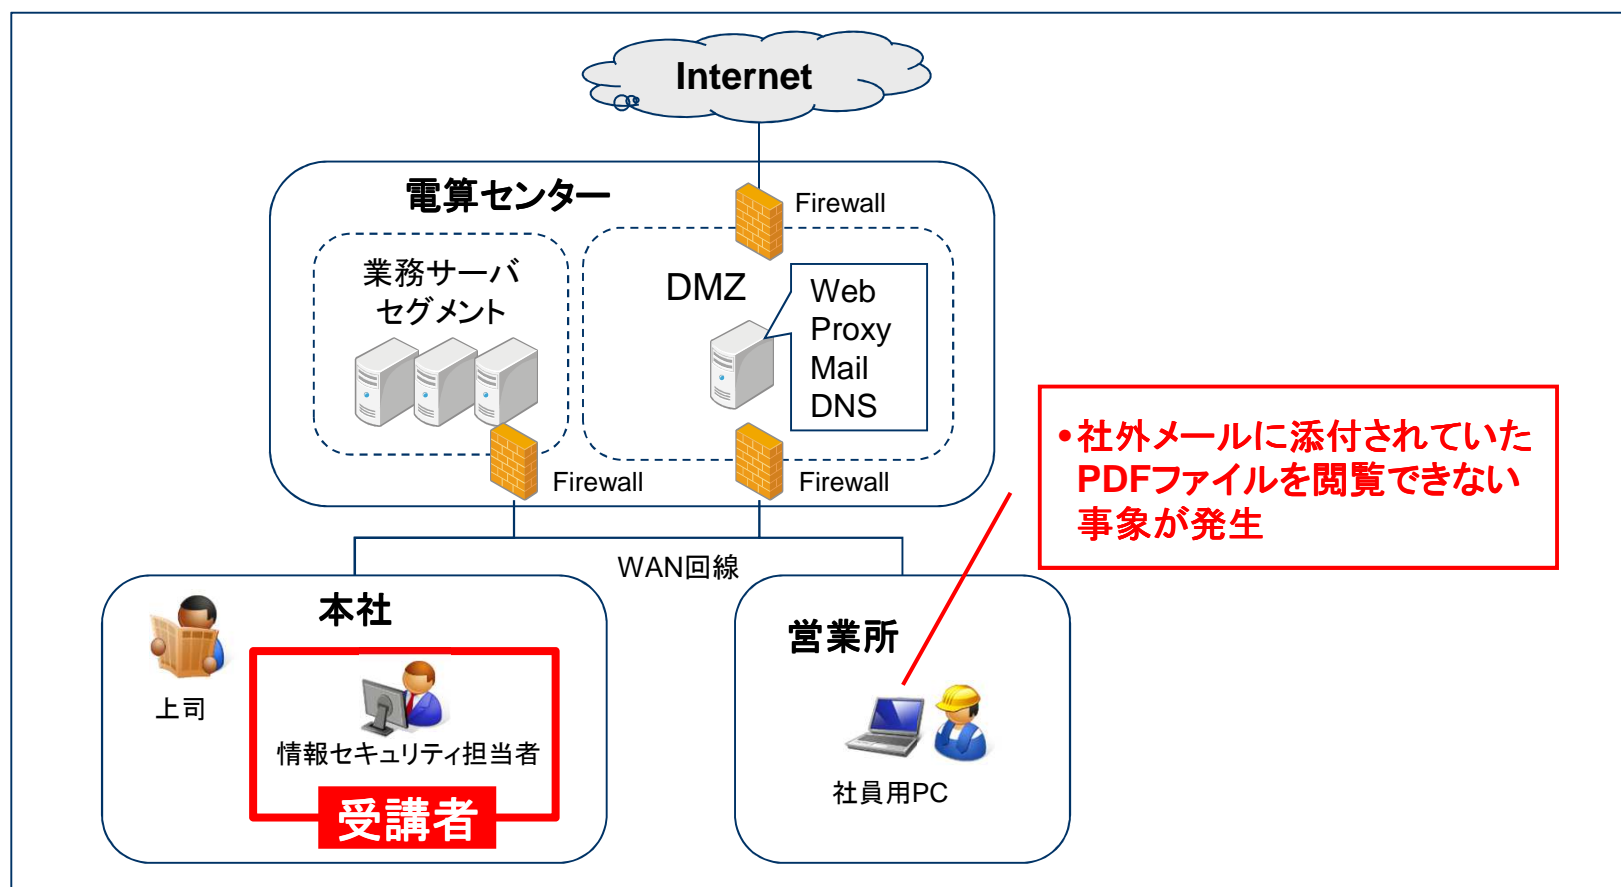 Internet
電算センター
Firewall
業務サーバ
セグメント
DMZ
Web
Proxy
Mail
DNS
Firewall
Firewall
•社外メールに添付されていた
PDFファイルを閲覧できない
事象が発生
WAN回線
本社
上司
情報セキュリティ担当者
受講者
営業所
社員用PC